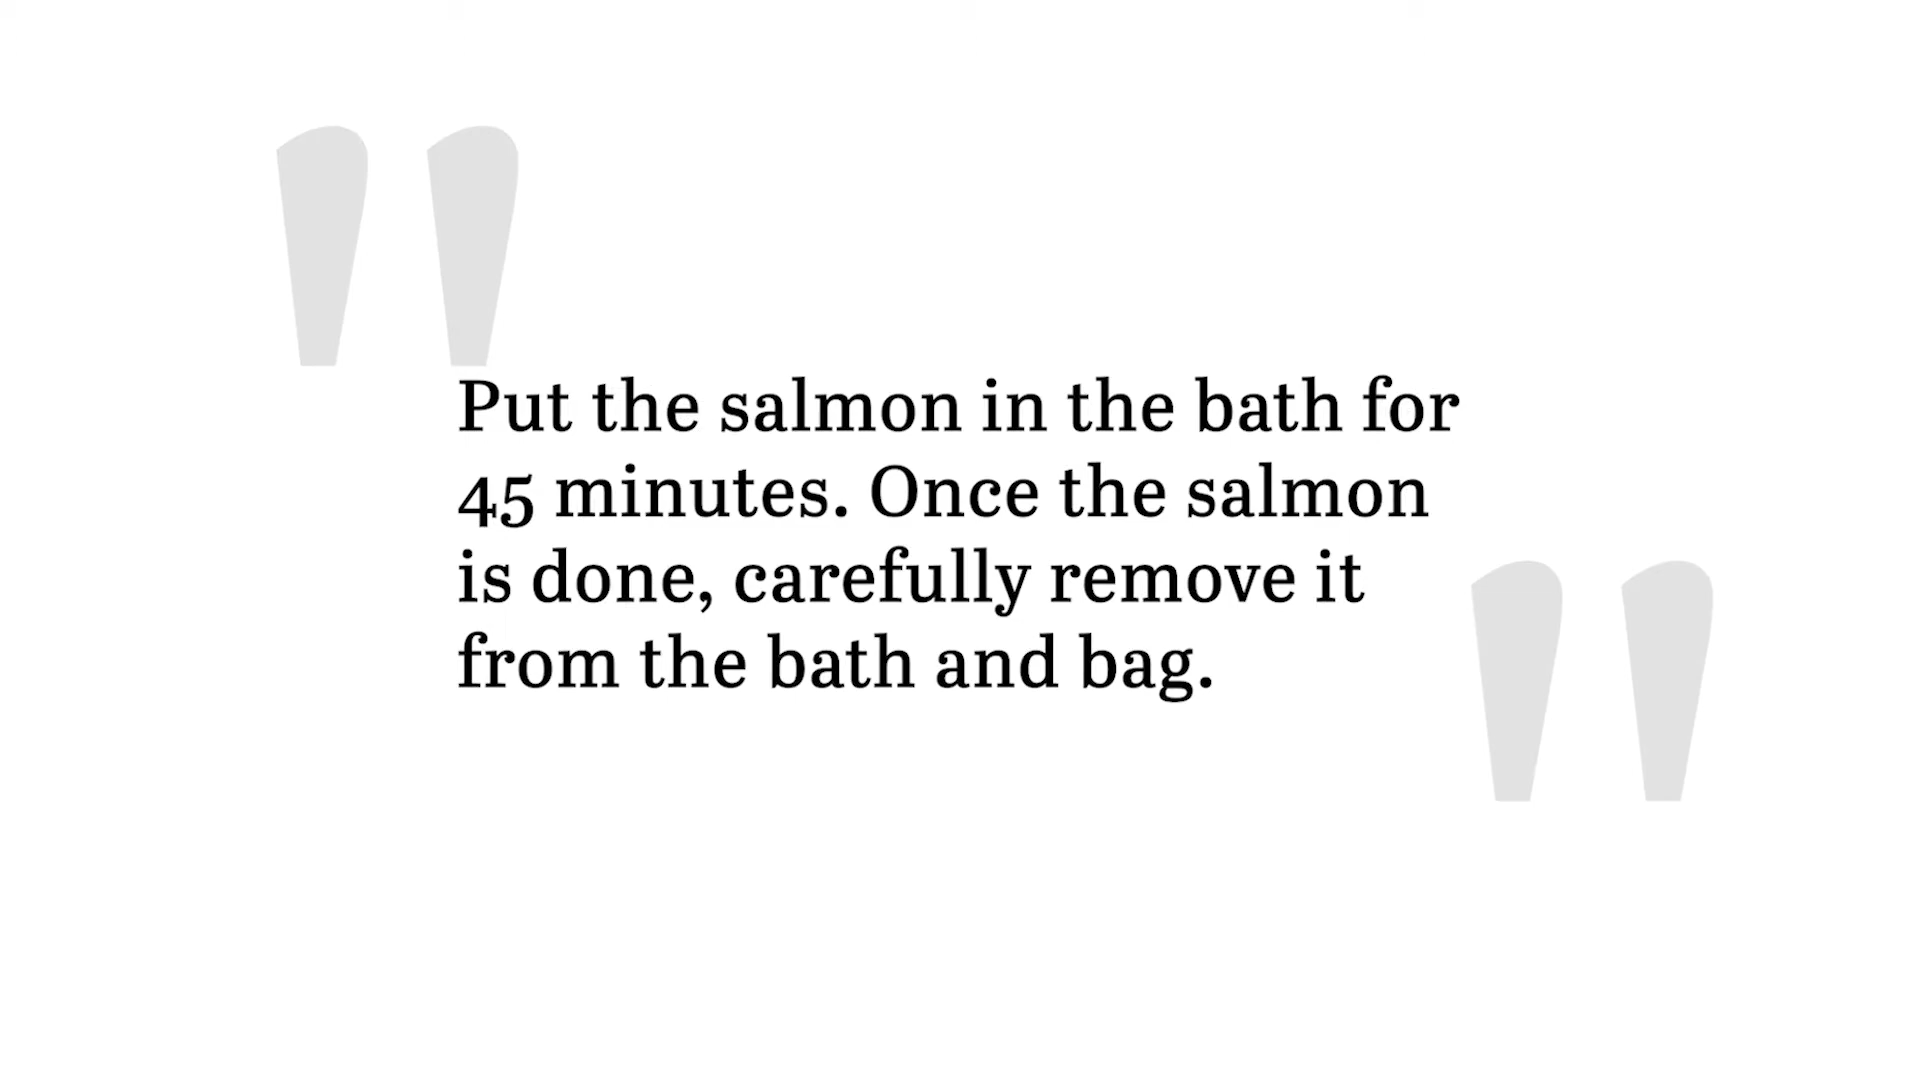 Put the salmon in the bath for
45 minutes. Once the salmon
is done, carefully remove it
from the bath and bag.